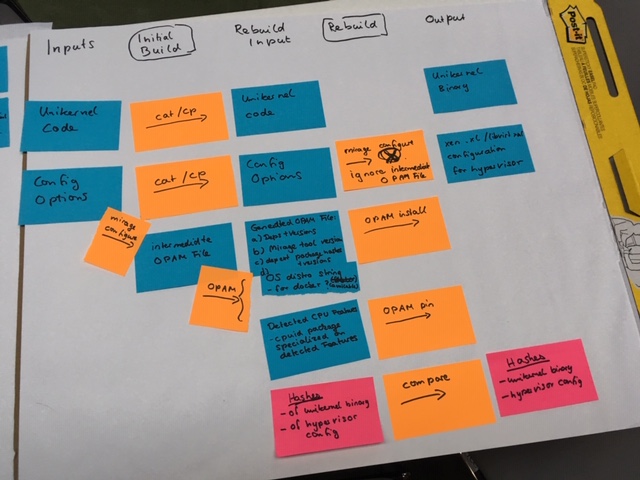 Inputs
Initial
Build
Rebuild
Input
Rebuild
Output
Unikernel
Code
cat/cp
Unikernel
Code
Unikernel
Binary
Config
Options
cat/cp
Config
Options
mirage configure
ignore intermediate
OPAM File
xen .xl/libvirt.xml
configuration
for hypervisor
mirage
configure
intermediate
OPAM File
OPAM
Generated OPAM File:
a) Deps+Versions
b) Mirage tool version
c) depext package names
+ versions
d)
OS distro string
- for docker
OPAM install
Detected CPU Features
- cpuid package
specialized on
detected features
OPAM pin
Hashes
- of unikernel binary
- of hypervisor
config
compare
Hashes
- unikernel binary
- hypervisor config
Post-it